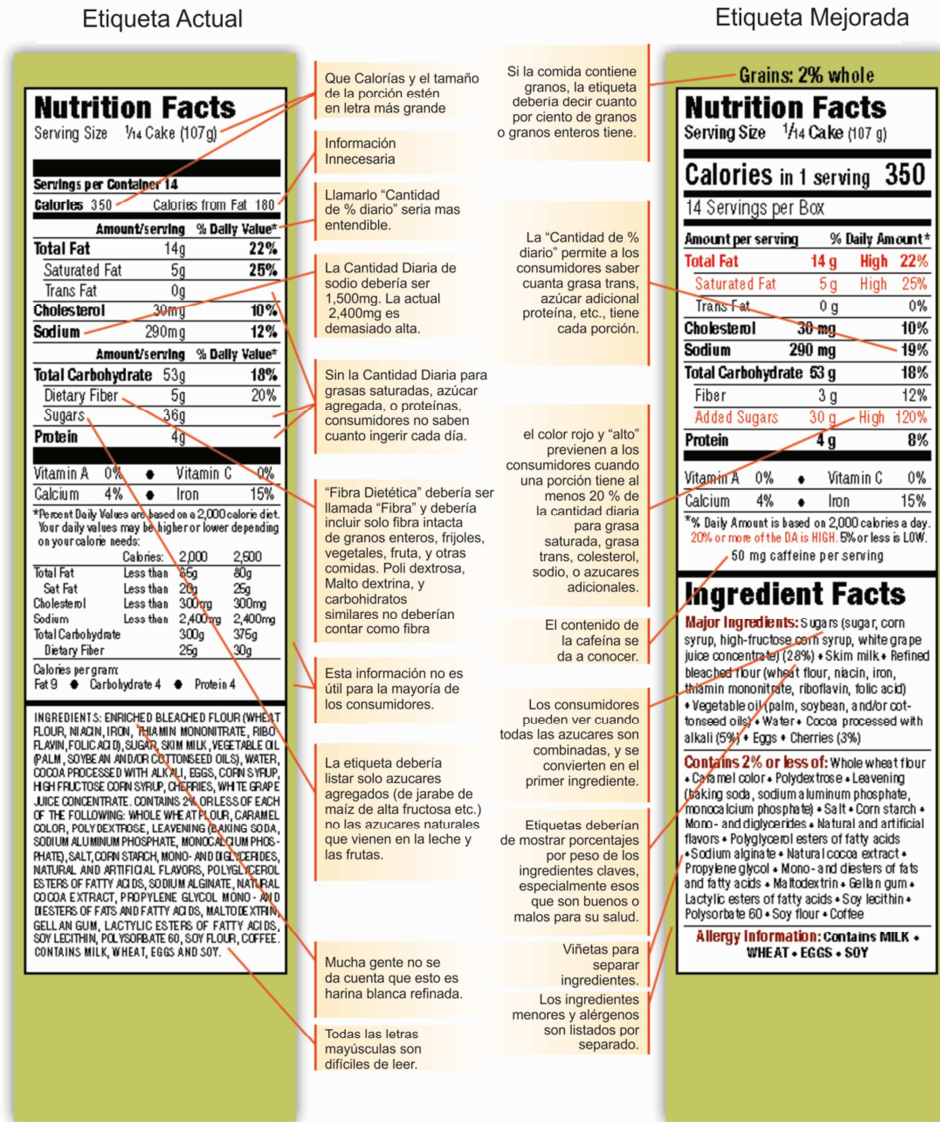 Etiqueta Actual
Etiqueta Mejorada
Nutrition Facts
Serving Size 1/14 Cake (107g)
Servings per Container 14
Calories 350 Calories from Fat 180
Amount/serving % Daily Value*
Total Fat 14g 22%
Saturated Fat 5g 25%
Trans Fat 0g
Cholesterol 30mg 10%
Sodium 290mg 12%
Amount/serving % Daily Value*
Total Carbohydrate 53g 18%
Dietary Fiber 5g 20%
Sugars 36g
Protein 4g
Vitamin A 0% • Vitamin C 0%
Calcium 4% • Iron 15%
*Percent Daily Values are based on a 2,000 calorie diet.
Your daily values may be higher or lower depending
on your calorie needs:
Calories: 2,000 2,500
Total Fat Less than 65g 80g
Sat Fat Less than 20g 25g
Cholesterol Less than 300mg 300mg
Sodium Less than 2,400mg 2,400mg
Total Carbohydrate 300g 375g
Dietary Fiber 25g 30g
Calories per gram:
Fat 9 • Carbohydrate 4 • Protein 4
INGREDIENTS: ENRICHED BLEACHED FLOUR (WHEAT
FLOUR, NIACIN, IRON, THIAMIN MONONITRATE, RIBO
FLAVIN, FOLIC ACID), SUGAR, SKIM MILK, VEGETABLE OIL
(PALM, SOYBEAN AND/OR COTTONSEED OILS), WATER,
COCOA PROCESSED WITH ALKALI, EGGS, CORN SYRUP,
HIGH FRUCTOSE CORN SYRUP, CHERRIES, WHITE GRAPE
JUICE CONCENTRATE. CONTAINS 2% OR LESS OF EACH
OF THE FOLLOWING: WHOLE WHEAT FLOUR, CARAMEL
COLOR, POLYDEXTROSE, LEAVENING (BAKING SODA,
SODIUM ALUMINUM PHOSPHATE, MONOCALCIUM PHOS-
PHATE), SALT, CORN STARCH, MONO- AND DIGLYCERIDES,
NATURAL AND ARTIFICIAL FLAVORS, POLYGLYCEROL
ESTERS OF FATTY ACIDS, SODIUM ALGINATE, NATURAL
COCOA EXTRACT, PROPYLENE GLYCOL MONO - AND
DIESTERS OF FATS AND FATTY ACIDS, MALTODEXTRIN,
GELLAN GUM, LACTYLIC ESTERS OF FATTY ACIDS,
SOY LECITHIN, POLYSORBATE 60, SOY FLOUR, COFFEE.
CONTAINS MILK, WHEAT, EGGS AND SOY.
Que Calorías y el tamaño
de la porción estén
en letra más grande
Información
Innecesaria
Llamarlo “Cantidad
de % diario” seria mas
entendible.
La Cantidad Diaria de
sodio debería ser
1,500mg. La actual
2,400mg es
demasiado alta.
Sin la Cantidad Diaria para
grasas saturadas, azúcar
agregada, o proteínas,
consumidores no saben
cuanto ingerir cada día.
“Fibra Dietética” debería ser
llamada “Fibra” y debería
incluir solo fibra intacta
de granos enteros, frijoles,
vegetales, fruta, y otras
comidas. Poli dextrosa,
Malto dextrina, y
carbohidratos
similares no deberían
contar como fibra
Esta información no es
útil para la mayoría de
los consumidores.
La etiqueta debería
listar solo azucares
agregados (de jarabe de
maíz de alta fructosa etc.)
no las azucares naturales
que vienen en la leche y
las frutas.
Mucha gente no se
da cuenta que esto es
harina blanca refinada.
Todas las letras
mayúsculas son
difíciles de leer.
Si la comida contiene
granos, la etiqueta
debería decir cuanto
por ciento de granos
o granos enteros tiene.
La “Cantidad de %
diario” permite a los
consumidores saber
cuanta grasa trans,
azúcar adicional
proteína, etc., tiene
cada porción.
el color rojo y “alto”
previenen a los
consumidores cuando
una porción tiene al
menos 20 % de
la cantidad diaria
para grasa
saturada, grasa
trans, colesterol,
sodio, o azucares
adicionales.
El contenido de
la cafeína se
da a conocer.
Los consumidores
pueden ver cuando
todas las azucares son
combinadas, y se
convierten en el
primer ingrediente.
Etiquetas deberían
de mostrar porcentajes
por peso de los
ingredientes claves,
especialmente esos
que son buenos o
malos para su salud.
Viñetas para
separar
ingredientes.
Los ingredientes
menores y alérgenos
son listados por
separado.
Grains: 2% whole
Nutrition Facts
Serving Size 1/14 Cake (107 g)
Calories in 1 serving 350
14 Servings per Box
Amount per serving % Daily Amount*
Total Fat 14 g High 22%
Saturated Fat 5 g High 25%
Trans Fat 0 g 0%
Cholesterol 30 mg 10%
Sodium 290 mg 19%
Total Carbohydrate 53 g 18%
Fiber 3 g 12%
Added Sugars 30 g High 120%
Protein 4 g 8%
Vitamin A 0% • Vitamin C 0%
Calcium 4% • Iron 15%
*% Daily Amount is based on 2,000 calories a day.
20% or more of the DA is HIGH. 5% or less is LOW.
50 mg caffeine per serving
Ingredient Facts
Major Ingredients: Sugars (sugar, corn
syrup, high-fructose corn syrup, white grape
juice concentrate) (28%) • Skim milk • Refined
bleached flour (wheat flour, niacin, iron,
thiamin mononitrate, riboflavin, folic acid)
• Vegetable oil (palm, soybean, and/or cot-
tonseed oils) • Water • Cocoa processed with
alkali (5%) • Eggs • Cherries (3%)
Contains 2% or less of: Whole wheat flour
• Caramel color • Polydextrose • Leavening
(baking soda, sodium aluminum phosphate,
monocalcium phosphate) • Salt • Corn starch •
Mono- and diglycerides • Natural and artificial
flavors • Polyglycerol esters of fatty acids
• Sodium alginate • Natural cocoa extract •
Propylene glycol • Mono- and diesters of fats
and fatty acids • Maltodextrin • Gellan gum •
Lactylic esters of fatty acids • Soy lecithin •
Polysorbate 60 • Soy flour • Coffee
Allergy Information: Contains MILK •
WHEAT • EGGS • SOY